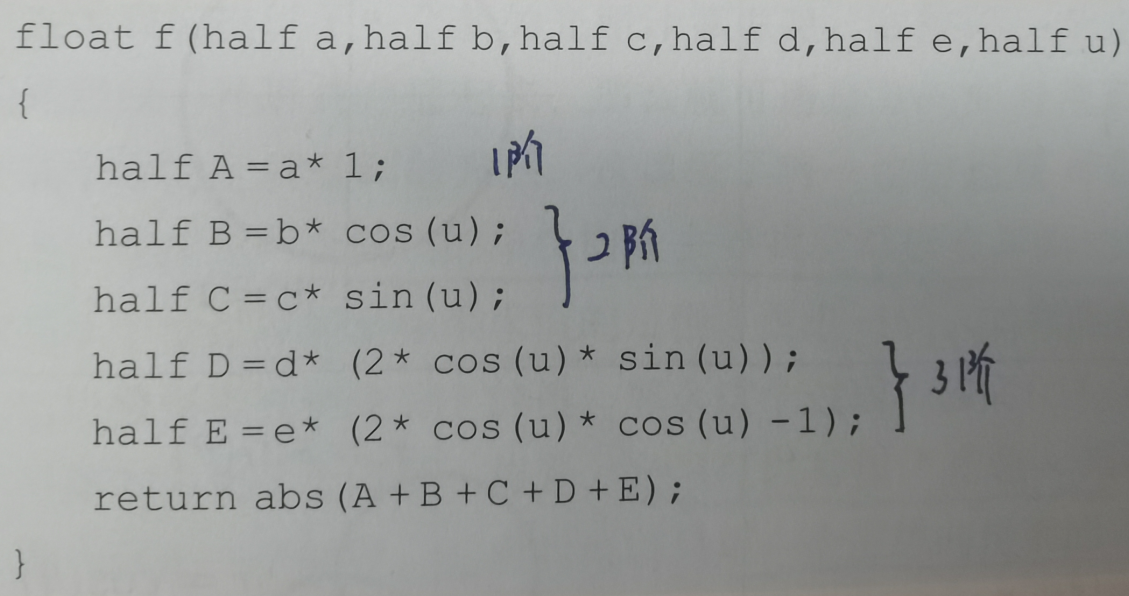 float f(half a,half b,half c,half d,half e,half u)
{
half A=a* 1; 1阶
half B=b* cos(u);
half C=c* sin(u); 2阶
half D=d* (2* cos(u)* sin(u));
half E=e* (2* cos(u)* cos(u)-1); 3阶
return abs(A+B+C+D+E);
}